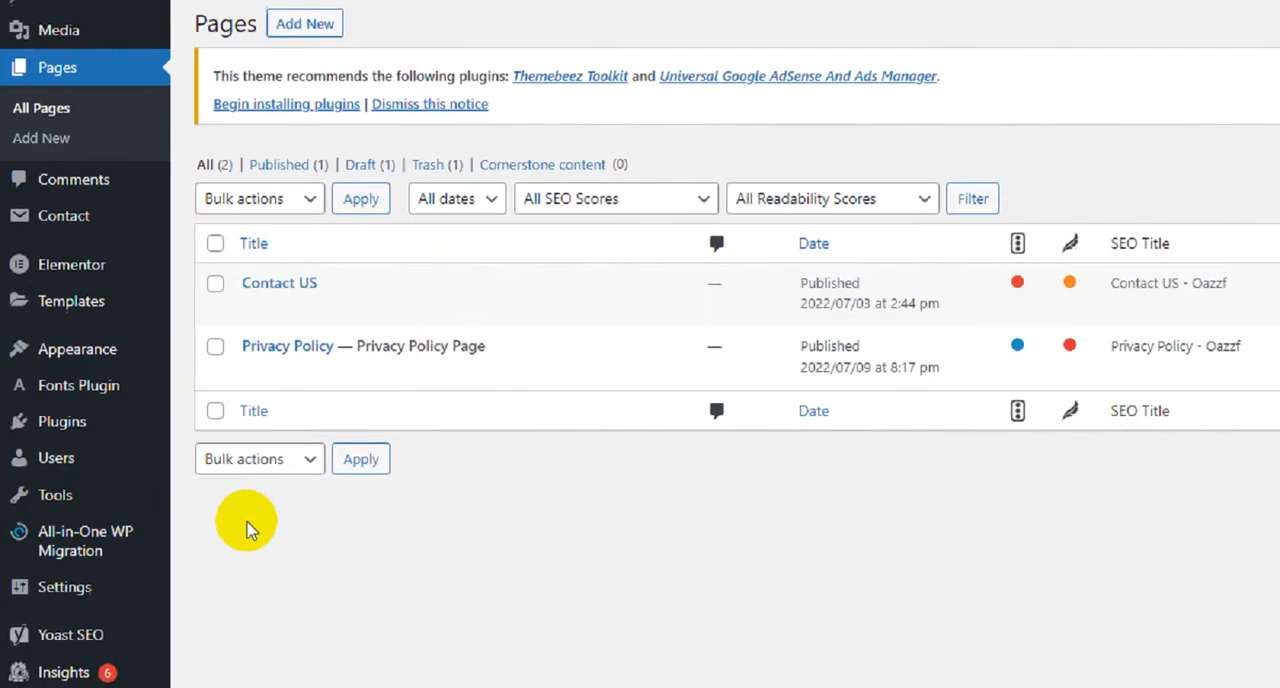 Media
Pages
All Pages
Add New
Comments
Contact
Elementor
Templates
Appearance
Fonts Plugin
Plugins
Users
Tools
All-in-One WP
Migration
Settings
Yoast SEO
Insights 6
Pages Add New
This theme recommends the following plugins: Themebeez Toolkit and Universal Google AdSense And Ads Manager.
Begin installing plugins | Dismiss this notice
All (2) | Published (1) | Draft (1) | Trash (1) | Cornerstone content (0)
Bulk actions Apply All dates All SEO Scores All Readability Scores Filter
Title Date SEO Title
Contact US — Published Contact US - Oazzf
2022/07/03 at 2:44 pm
Privacy Policy — Privacy Policy Page — Published Privacy Policy - Oazzf
2022/07/09 at 8:17 pm
Title Date SEO Title
Bulk actions Apply